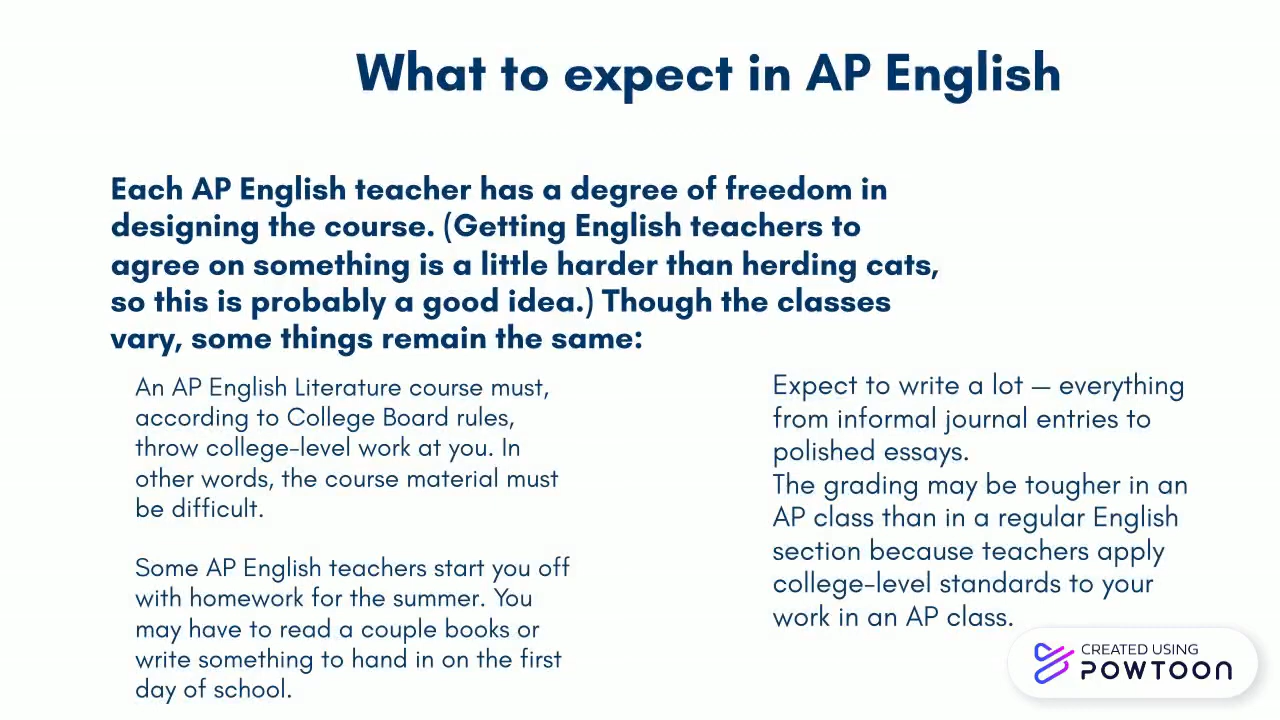 What to expect in AP English
Each AP English teacher has a degree of freedom in
designing the course. (Getting English teachers to
agree on something is a little harder than herding cats,
so this is probably a good idea.) Though the classes
vary, some things remain the same:
An AP English Literature course must,
according to College Board rules,
throw college-level work at you. In
other words, the course material must
be difficult.
Some AP English teachers start you off
with homework for the summer. You
may have to read a couple books or
write something to hand in on the first
day of school.
Expect to write a lot — everything
from informal journal entries to
polished essays.
The grading may be tougher in an
AP class than in a regular English
section because teachers apply
college-level standards to your
work in an AP class.
CREATED USING
POWTOON